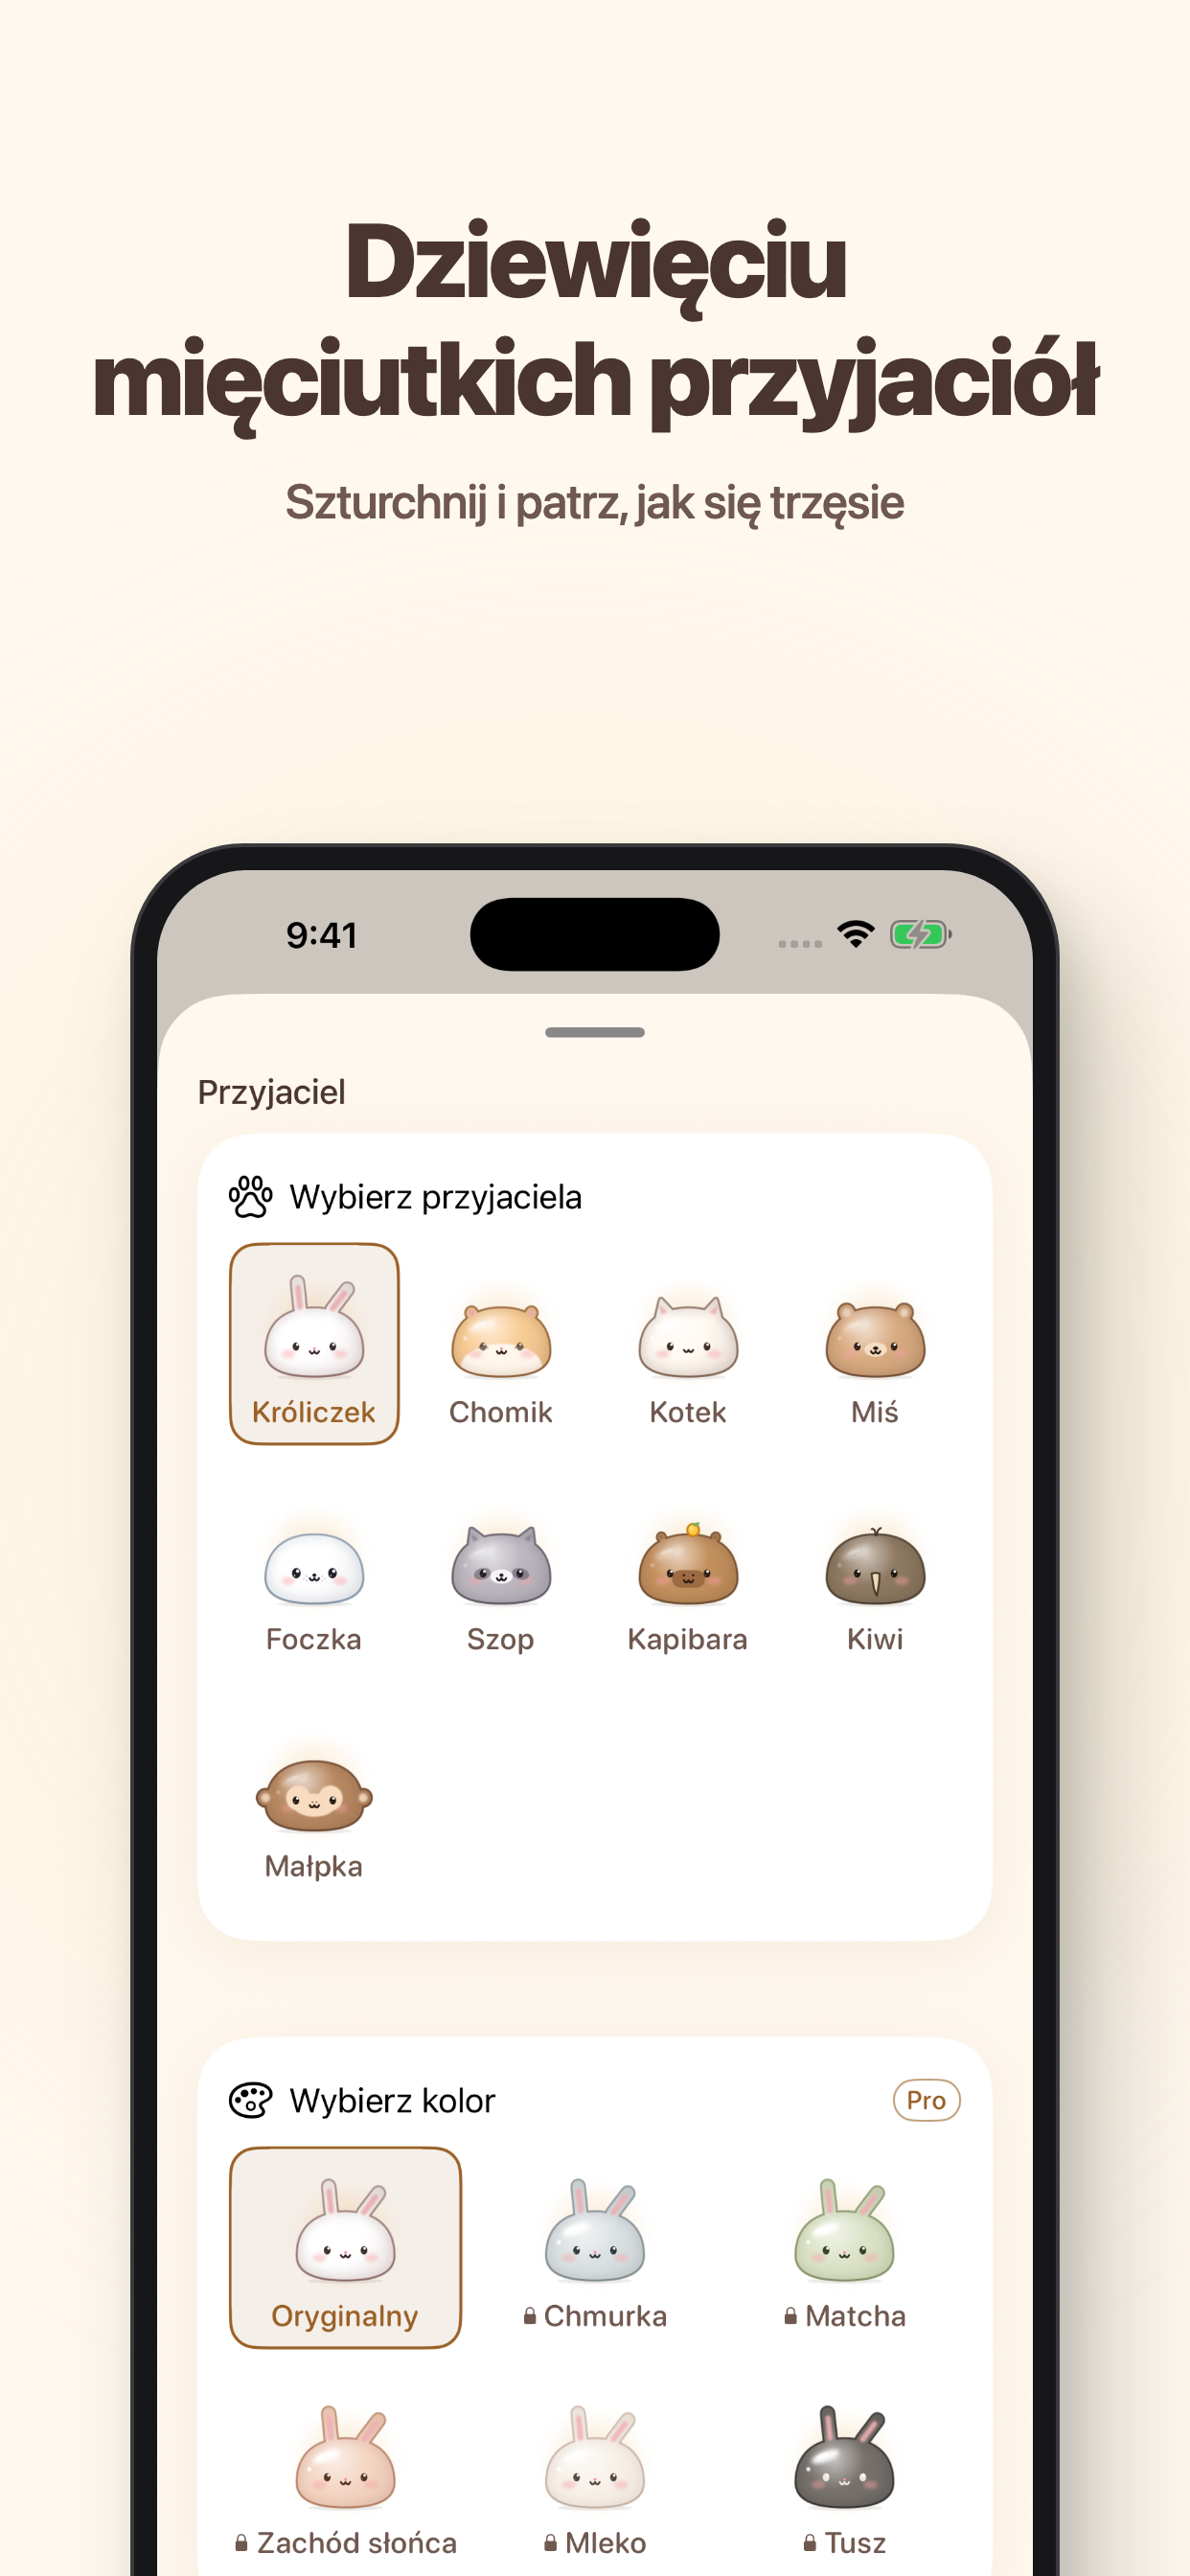 Dziewięciu
mięciutkich przyjaciół
Szturchnij i patrz, jak się trzęsie
9:41
Przyjaciel
Wybierz przyjaciela
Króliczek
Chomik
Kotek
Miś
Foczka
Szop
Kapibara
Kiwi
Małpka
Wybierz kolor
Pro
Oryginalny
Chmurka
Matcha
Zachód słońca
Mleko
Tusz